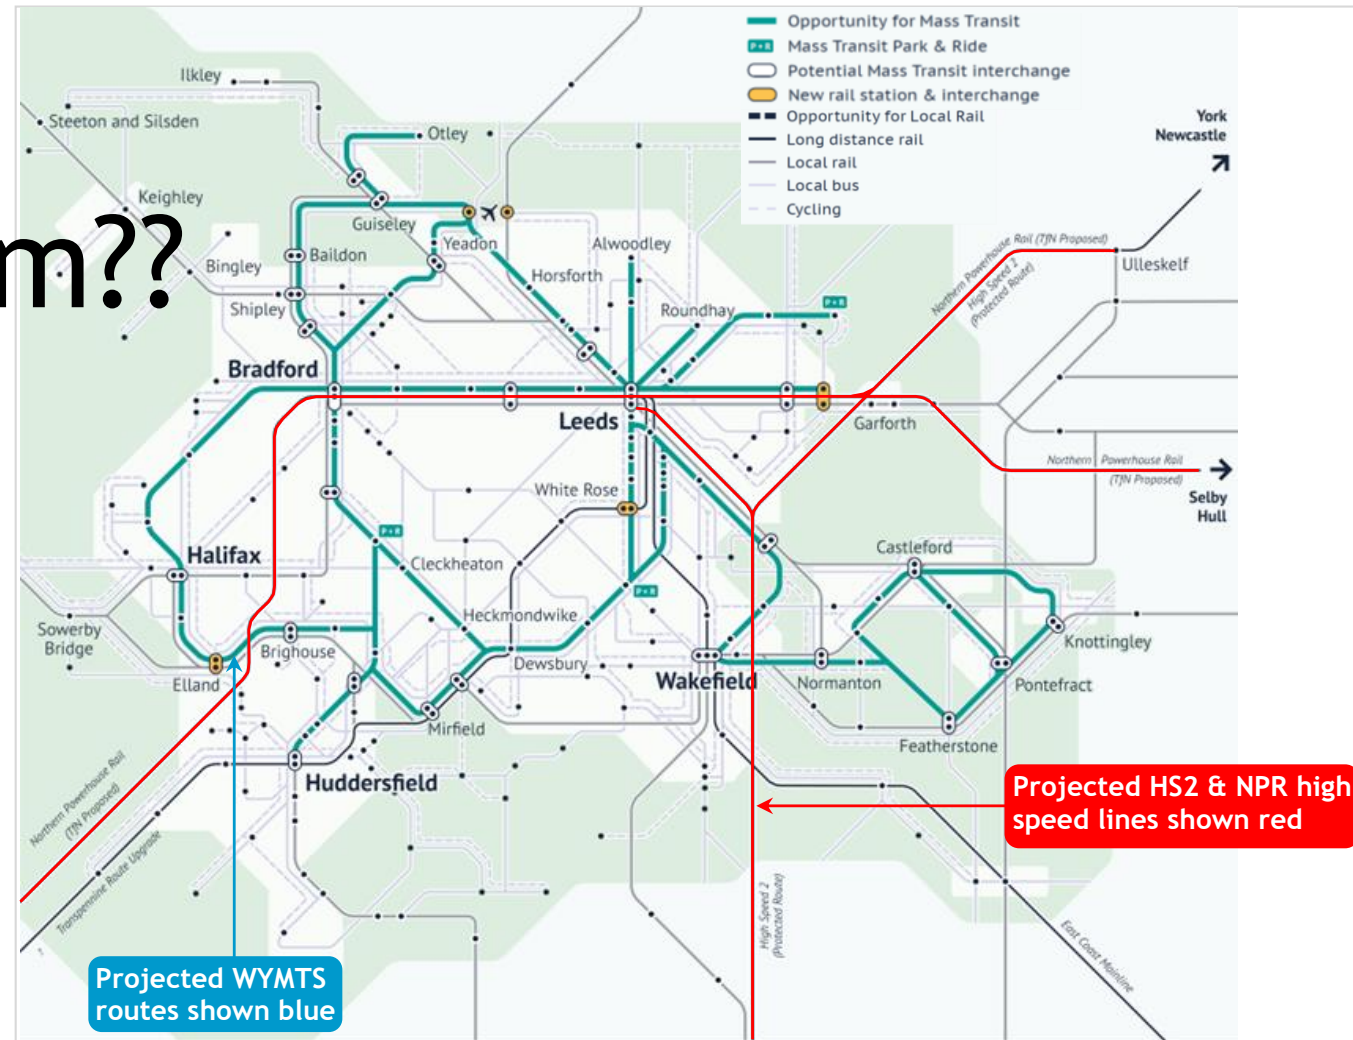 Opportunity for Mass Transit
P+R Mass Transit Park & Ride
Potential Mass Transit interchange
New rail station & interchange
Opportunity for Local Rail
Long distance rail
Local rail
Local bus
Cycling
York
Newcastle
Ilkley
Steeton and Silsden
Otley
Keighley
m??
Guiseley
Yeadon
Alwoodley
Baildon
Bingley
Horsforth
Shipley
Roundhay
P+R
Northern Powerhouse Rail (TfN Proposed)
High Speed 2
(Protected Route)
Ulleskelf
Bradford
Leeds
Garforth
Northern Powerhouse Rail
(TfN Proposed)
Selby
Hull
White Rose
P+R
Halifax
Cleckheaton
Castleford
P+R
Heckmondwike
Sowerby
Bridge
Brighouse
Dewsbury
Knottingley
Elland
Wakefield
Normanton
Pontefract
Mirfield
Featherstone
Huddersfield
Northern Powerhouse Rail
(TfN Proposed)
Transpennine Route Upgrade
Projected HS2 & NPR high
speed lines shown red
High Speed 2
(Protected Route)
East Coast Mainline
Projected WYMTS
routes shown blue